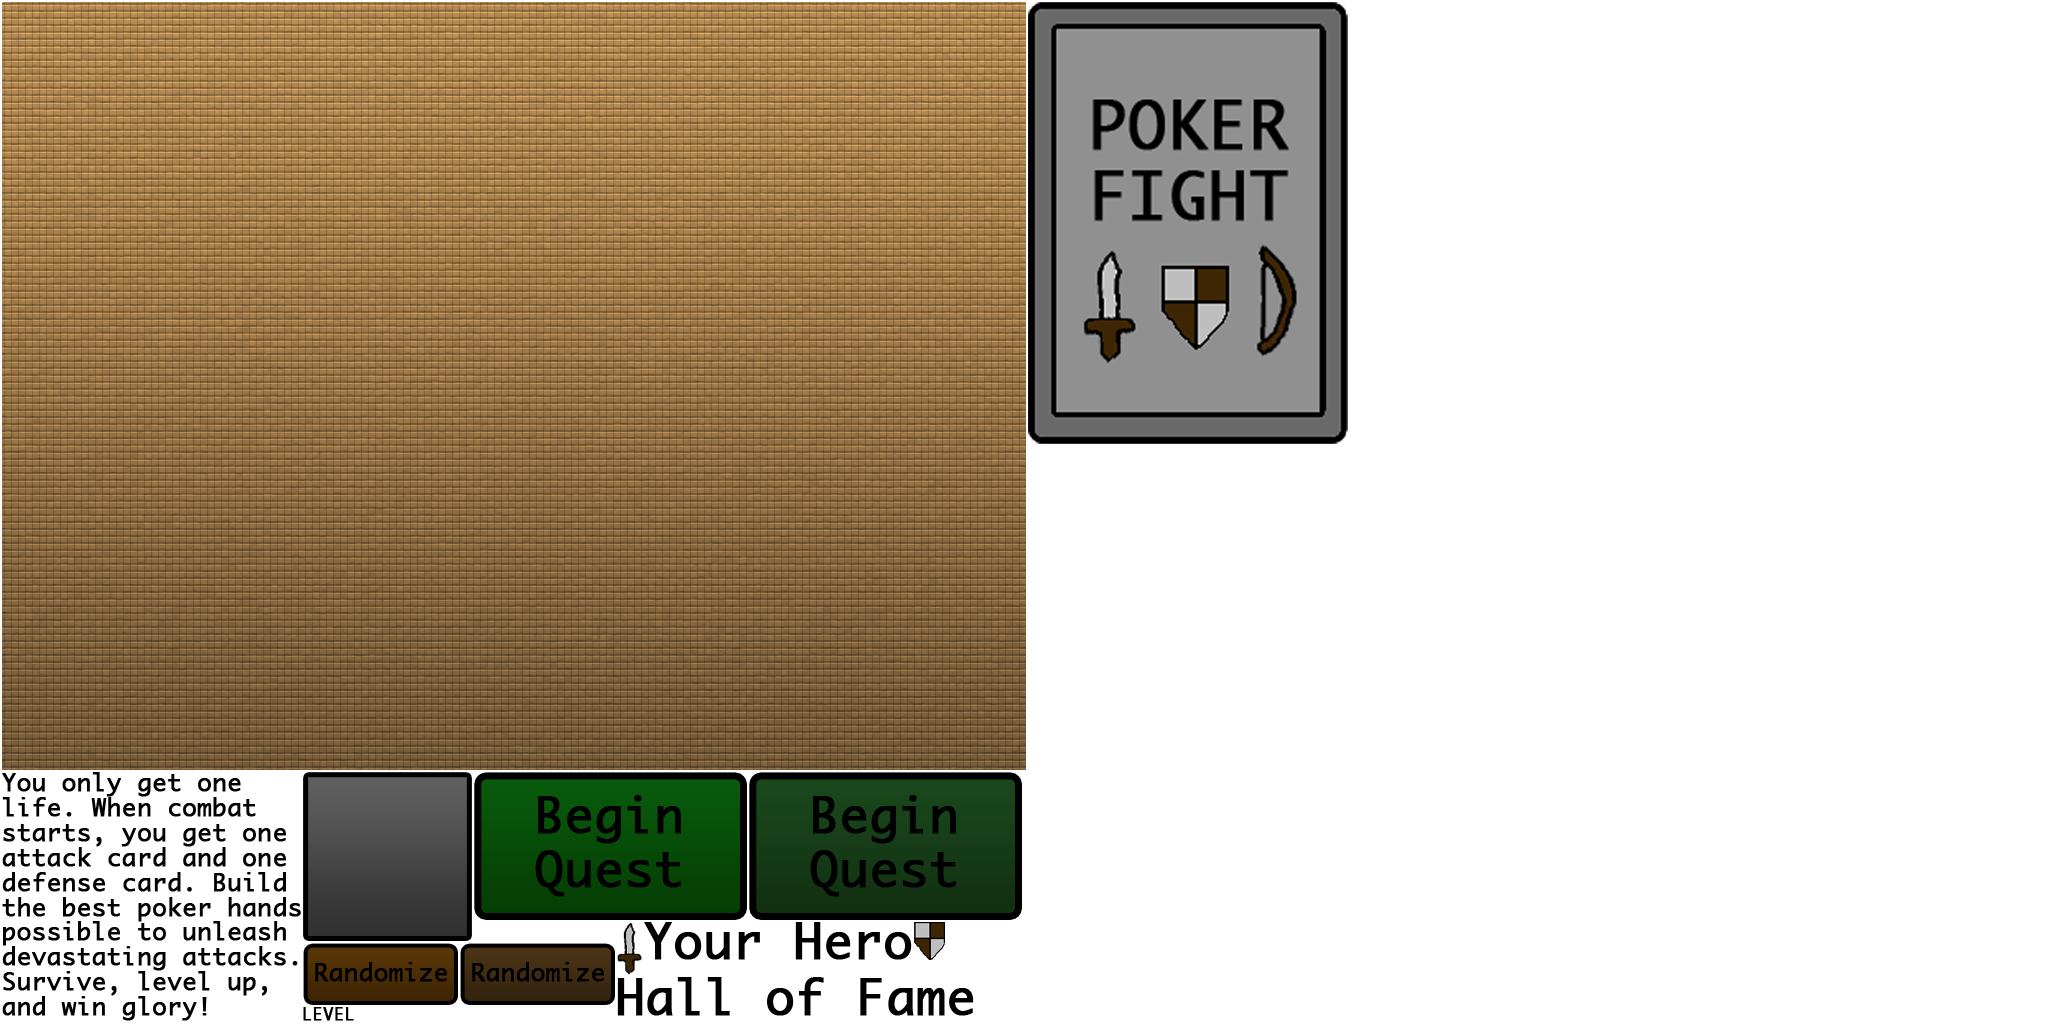 POKER
FIGHT
You only get one
life. When combat
starts, you get one
attack card and one
defense card. Build
the best poker hands
possible to unleash
devastating attacks.
Survive, level up,
and win glory!
Begin
Quest
Begin
Quest
Randomize
Randomize
LEVEL
Your Hero
Hall of Fame